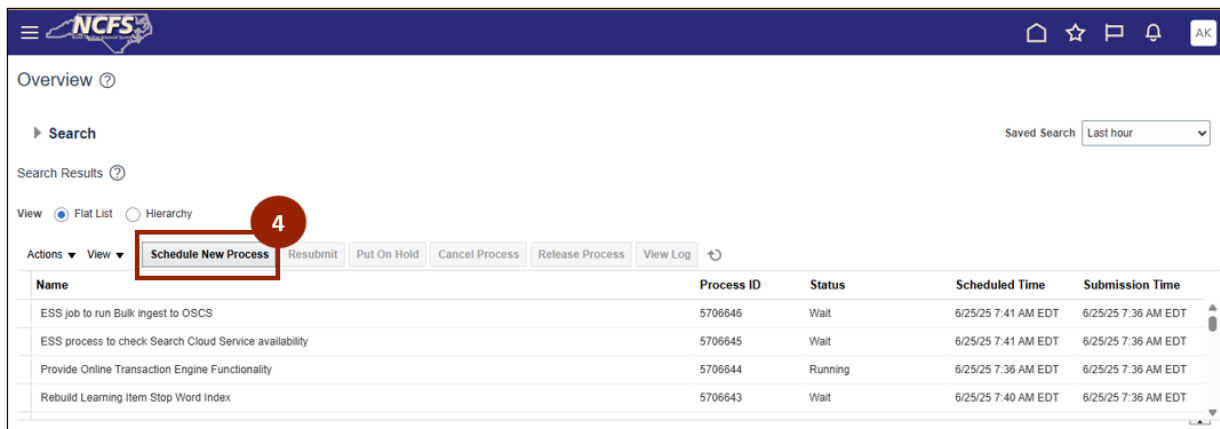 NCFS
AK
Overview
Search
Saved Search Last hour
Search Results
View Flat List Hierarchy
4
Actions View Schedule New Process Resubmit Put On Hold Cancel Process Release Process View Log
Name Process ID Status Scheduled Time Submission Time
ESS job to run Bulk ingest to OSCS 5706646 Wait 6/25/25 7:41 AM EDT 6/25/25 7:36 AM EDT
ESS process to check Search Cloud Service availability 5706645 Wait 6/25/25 7:41 AM EDT 6/25/25 7:36 AM EDT
Provide Online Transaction Engine Functionality 5706644 Running 6/25/25 7:36 AM EDT 6/25/25 7:36 AM EDT
Rebuild Learning Item Stop Word Index 5706643 Wait 6/25/25 7:40 AM EDT 6/25/25 7:36 AM EDT